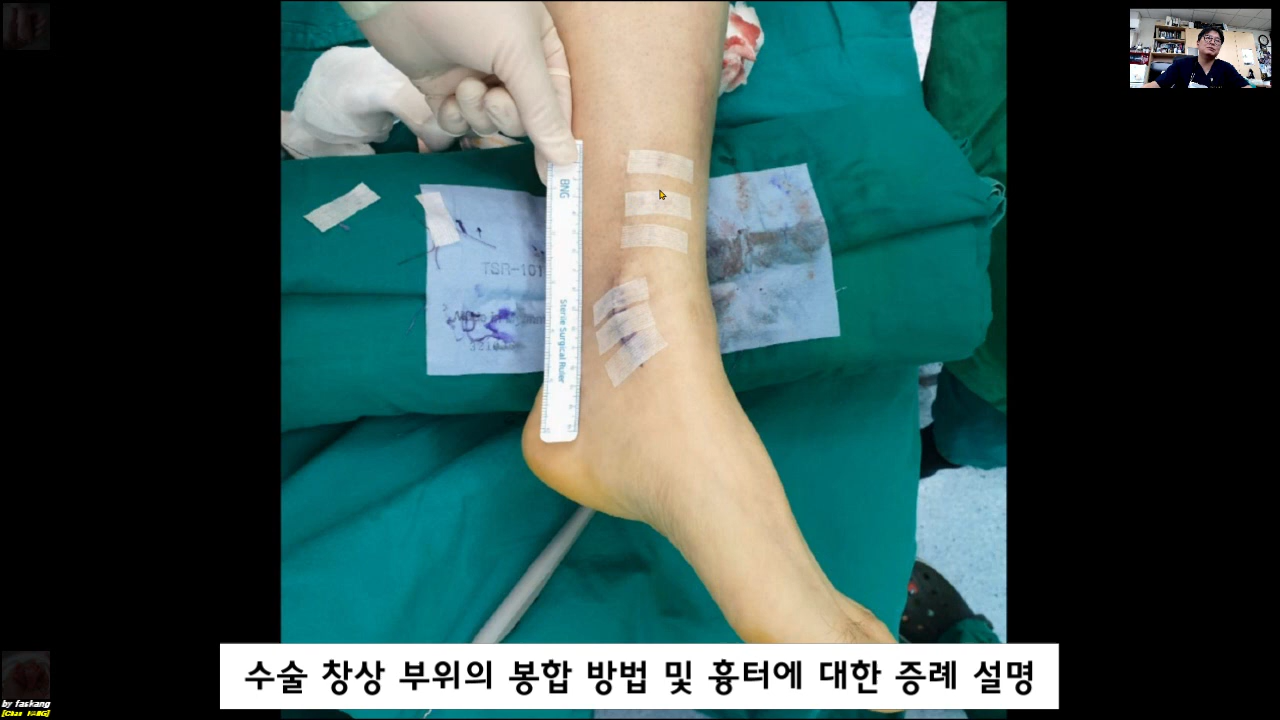 BNG
TSR-101
Sterile Surgical Ruler
수술 창상 부위의 봉합 방법 및 흉터에 대한 증례 설명
by faskang